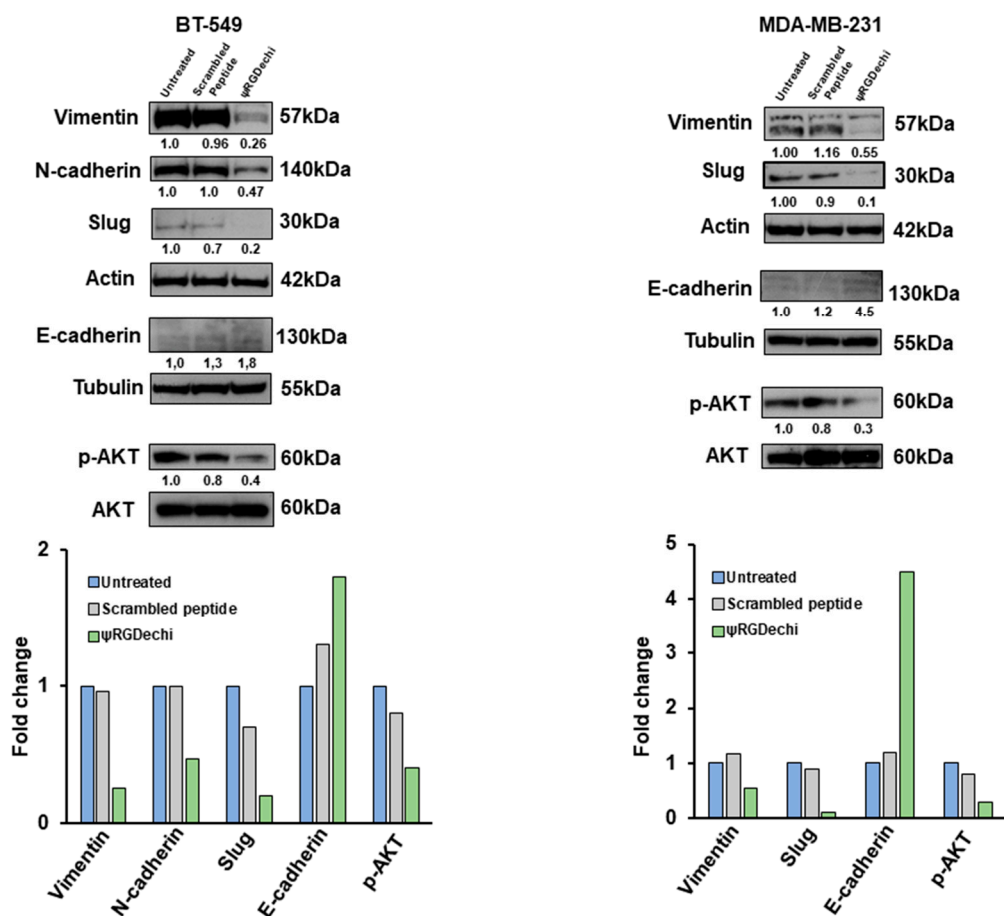 BT-549
Untreated
Scrambled
Peptide
ψRGDechi
Vimentin 57kDa
1.0 0.96 0.26
N-cadherin 140kDa
1.0 1.0 0.47
Slug 30kDa
1.0 0.7 0.2
Actin 42kDa
E-cadherin 130kDa
1,0 1,3 1,8
Tubulin 55kDa
p-AKT 60kDa
1.0 0.8 0.4
AKT 60kDa
2
1
0
Fold change
Untreated
Scrambled peptide
ψRGDechi
Vimentin
N-cadherin
Slug
E-cadherin
p-AKT
MDA-MB-231
Untreated
Scrambled
Peptide
ψRGDechi
Vimentin 57kDa
1.00 1.16 0.55
Slug 30kDa
1.00 0.9 0.1
Actin 42kDa
E-cadherin 130kDa
1.0 1.2 4.5
Tubulin 55kDa
p-AKT 60kDa
1.0 0.8 0.3
AKT 60kDa
5
4
3
2
1
0
Fold change
Untreated
Scrambled peptide
ψRGDechi
Vimentin
Slug
E-cadherin
p-AKT